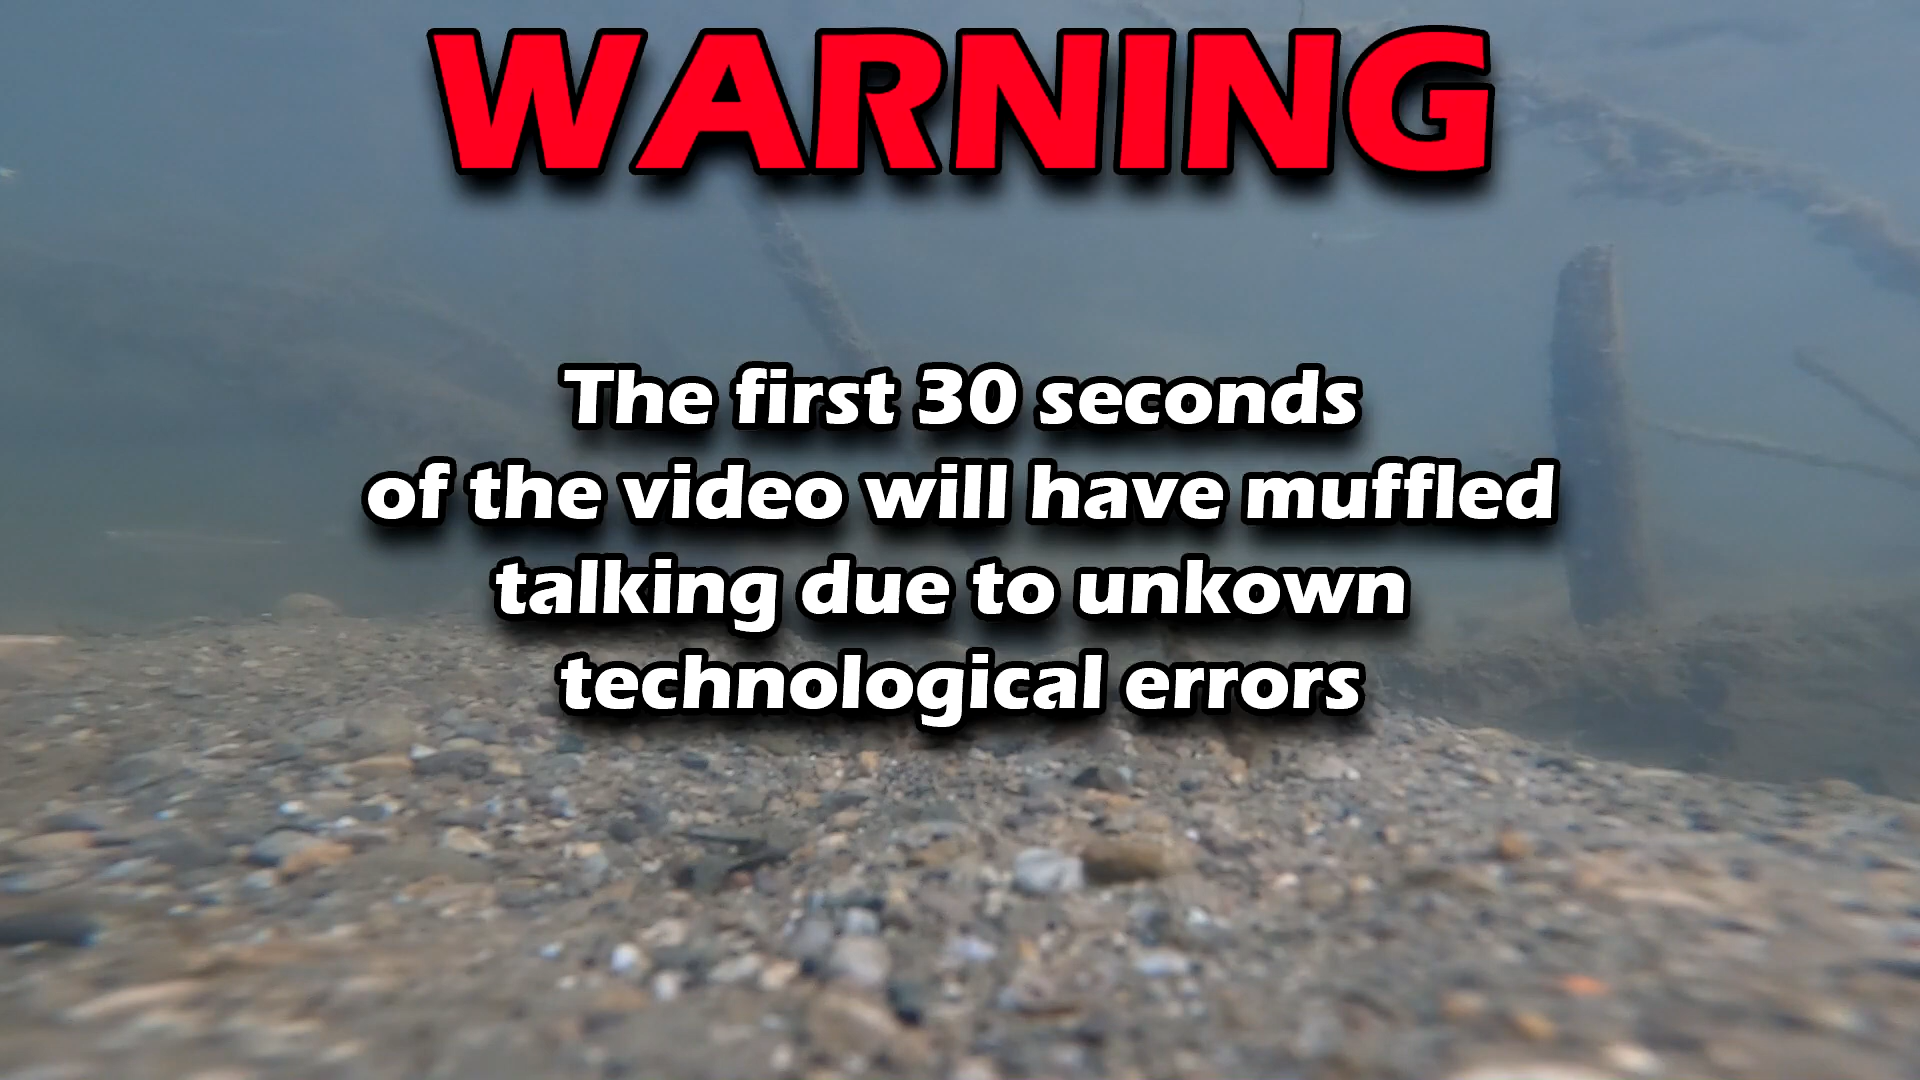 WARNING
The first 30 seconds
of the video will have muffled
talking due to unkown
technological errors